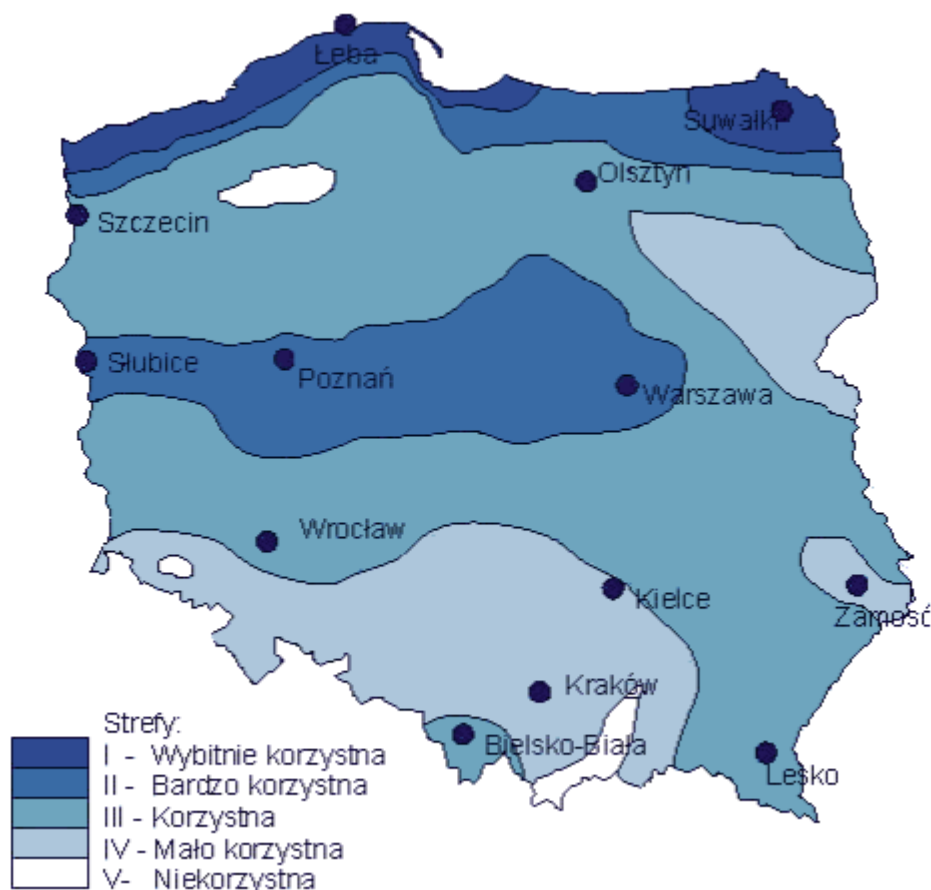 Łeba
Suwałki
Olsztyn
Szczecin
Słubice
Poznań
Warszawa
Wrocław
Kielce
Zamość
Kraków
Bielsko-Biała
Lesko
Strefy:
I - Wybitnie korzystna
II - Bardzo korzystna
III - Korzystna
IV - Mało korzystna
V- Niekorzystna